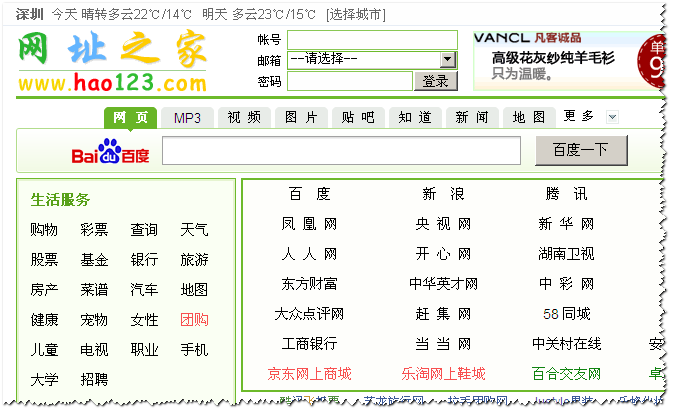 深圳 今天 晴转多云22℃/14℃ 明天 多云23℃/15℃ [选择城市]
网址之家
www.hao123.com
帐号
邮箱 --请选择--
密码 登录
VANCL 凡客诚品
高级花灰纱纯羊毛衫
只为温暖。
单
9
网 页 MP3 视 频 图 片 贴 吧 知 道 新 闻 地 图 更 多
Bai du 百度 百度一下
生活服务
购物 彩票 查询 天气
股票 基金 银行 旅游
房产 菜谱 汽车 地图
健康 宠物 女性 团购
儿童 电视 职业 手机
大学 招聘
百 度 新 浪 腾 讯
凤 凰 网 央 视 网 新 华 网
人 人 网 开 心 网 湖南卫视
东方财富 中华英才网 中 彩 网
大众点评网 赶 集 网 58 同城
工商银行 当 当 网 中关村在线 安
京东网上商城 乐淘网上鞋城 百合交友网 卓